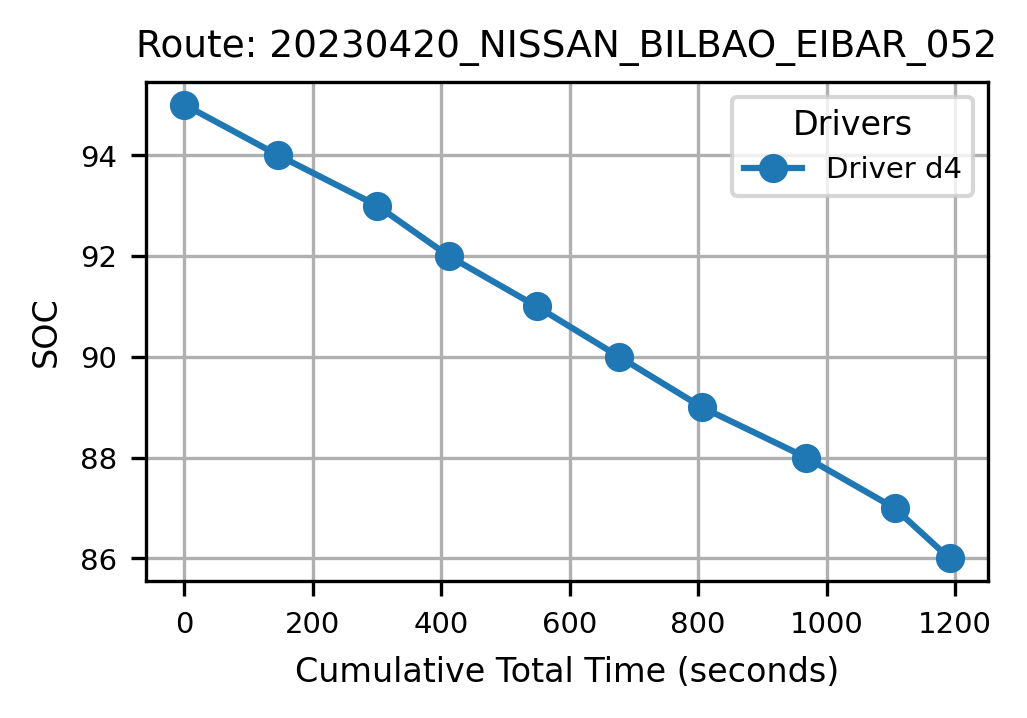 Route: 20230420_NISSAN_BILBAO_EIBAR_052
Drivers
Driver d4
94
92
90
88
86
SOC
0 200 400 600 800 1000 1200
Cumulative Total Time (seconds)